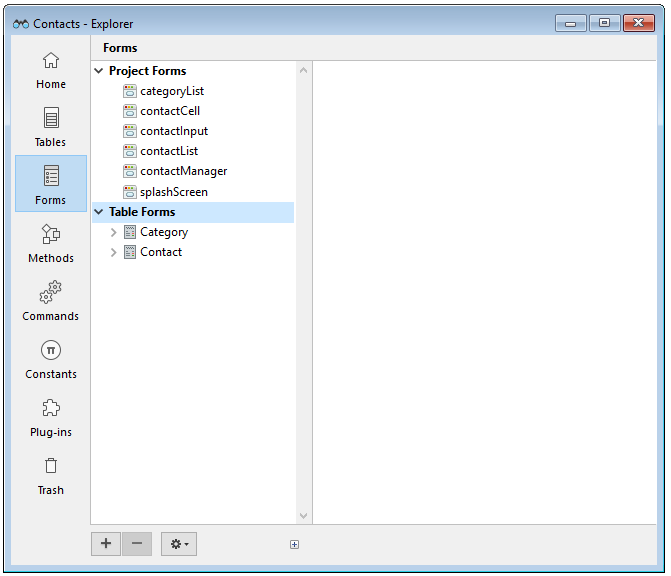 Contacts - Explorer
Forms
Home
Tables
Forms
Methods
Commands
Constants
Plug-ins
Trash
Project Forms
categoryList
contactCell
contactInput
contactList
contactManager
splashScreen
Table Forms
Category
Contact